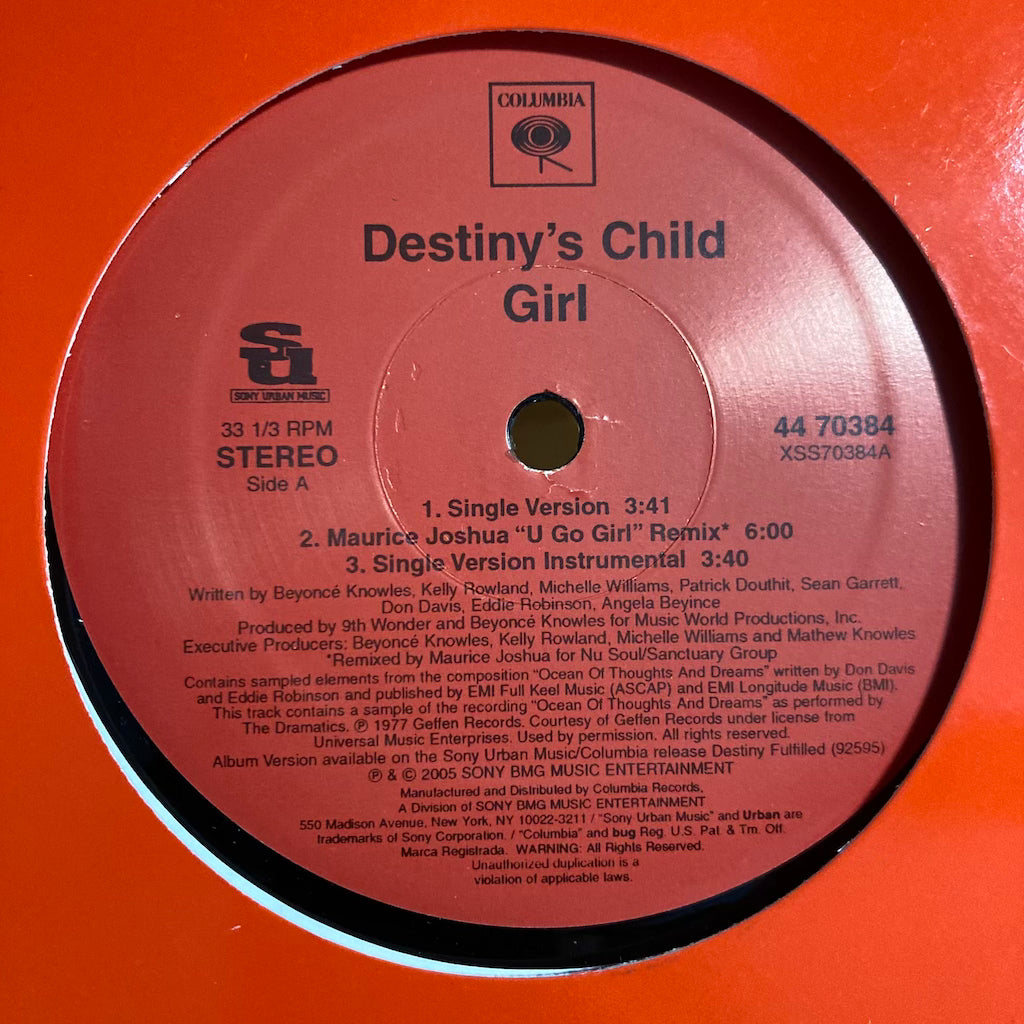 COLUMBIA
Destiny's Child
Girl
su
SONY URBAN MUSIC
33 1/3 RPM
STEREO
Side A
44 70384
XSS70384A
1. Single Version 3:41
2. Maurice Joshua "U Go Girl" Remix* 6:00
3. Single Version Instrumental 3:40
Written by Beyoncé Knowles, Kelly Rowland, Michelle Williams, Patrick Douthit, Sean Garrett,
Don Davis, Eddie Robinson, Angela Beyince
Produced by 9th Wonder and Beyoncé Knowles for Music World Productions, Inc.
Executive Producers: Beyoncé Knowles, Kelly Rowland, Michelle Williams and Mathew Knowles
*Remixed by Maurice Joshua for Nu Soul/Sanctuary Group
Contains sampled elements from the composition "Ocean Of Thoughts And Dreams" written by Don Davis
and Eddie Robinson and published by EMI Full Keel Music (ASCAP) and EMI Longitude Music (BMI).
This track contains a sample of the recording "Ocean Of Thoughts And Dreams" as performed by
The Dramatics. ℗ 1977 Geffen Records. Courtesy of Geffen Records under license from
Universal Music Enterprises. Used by permission. All rights reserved.
Album Version available on the Sony Urban Music/Columbia release Destiny Fulfilled (92595)
℗ & © 2005 SONY BMG MUSIC ENTERTAINMENT
Manufactured and Distributed by Columbia Records,
A Division of SONY BMG MUSIC ENTERTAINMENT
550 Madison Avenue, New York, NY 10022-3211 / "Sony Urban Music" and Urban are
trademarks of Sony Corporation. / "Columbia" and bug Reg. U.S. Pat. & Tm. Off.
Marca Registrada. WARNING: All Rights Reserved.
Unauthorized duplication is a
violation of applicable laws.